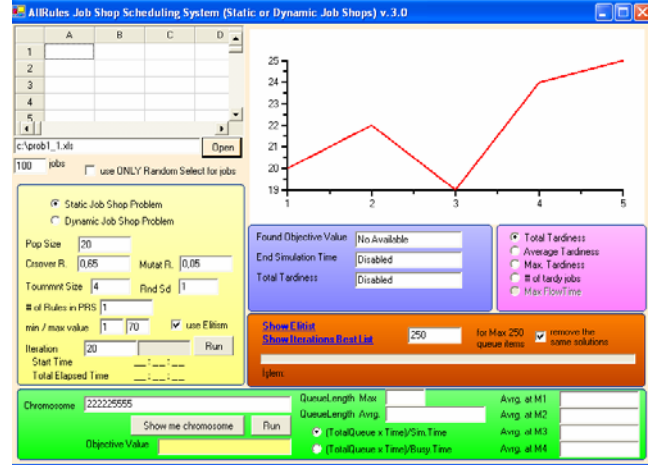 AllRules Job Shop Scheduling System (Static or Dynamic Job Shops) v.3.0
A B C D
1
2
3
4
5
c:\prob1_1.xls Open
100 jobs use ONLY Random Select for jobs
25
24
23
22
21
20
19
1 2 3 4 5
Static Job Shop Problem
Dynamic Job Shop Problem
Pop Size 20
Crsover R. 0,65 Mutat R. 0,05
Tournmnt Size 4 Rnd Sd 1
# of Rules in PRS 1
min / max value 1 70 use Elitism
Iteration 20 Run
Start Time __:__:__
Total Elapsed Time __:__:__
Found Objective Value No Available
End Simulation Time Disabled
Total Tardiness Disabled
Total Tardiness
Average Tardiness
Max. Tardiness
# of tardy jobs
Max FlowTime
Show Elitist
Show Iterations Best List
250
for Max 250
queue items
remove the
same solutions
İşlem:
Chromosome 222225555
Show me chromosome Run
Objective Value
QueueLength Max
QueueLength Avrg.
(TotalQueue x Time)/Sim.Time
(TotalQueue x Time)/Busy Time
Avrg. at M1
Avrg. at M2
Avrg. at M3
Avrg. at M4